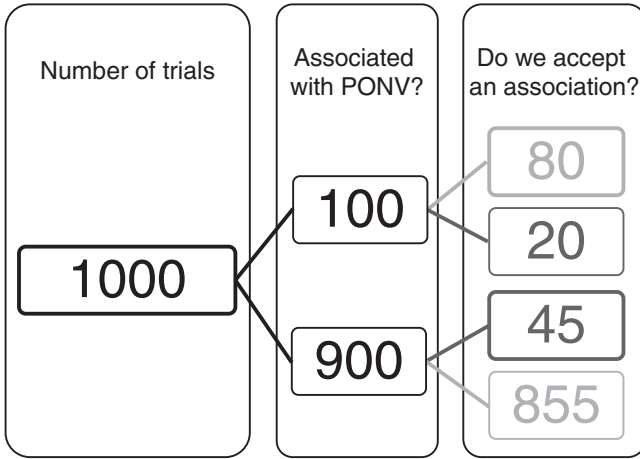 Number of trials
Associated
with PONV?
Do we accept
an association?
1000
100
900
80
20
45
855